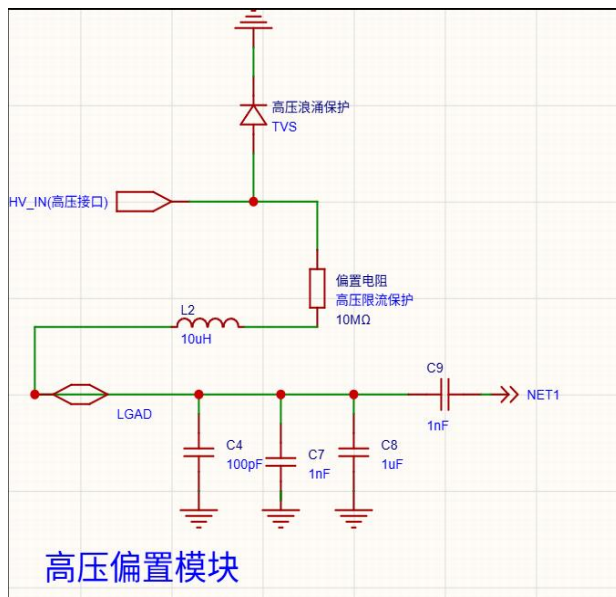 高压浪涌保护
TVS
HV_IN(高压接口)
偏置电阻
高压限流保护
10MΩ
L2
10uH
LGAD
C9
1nF
NET1
C4
100pF
C7
1nF
C8
1uF
高压偏置模块